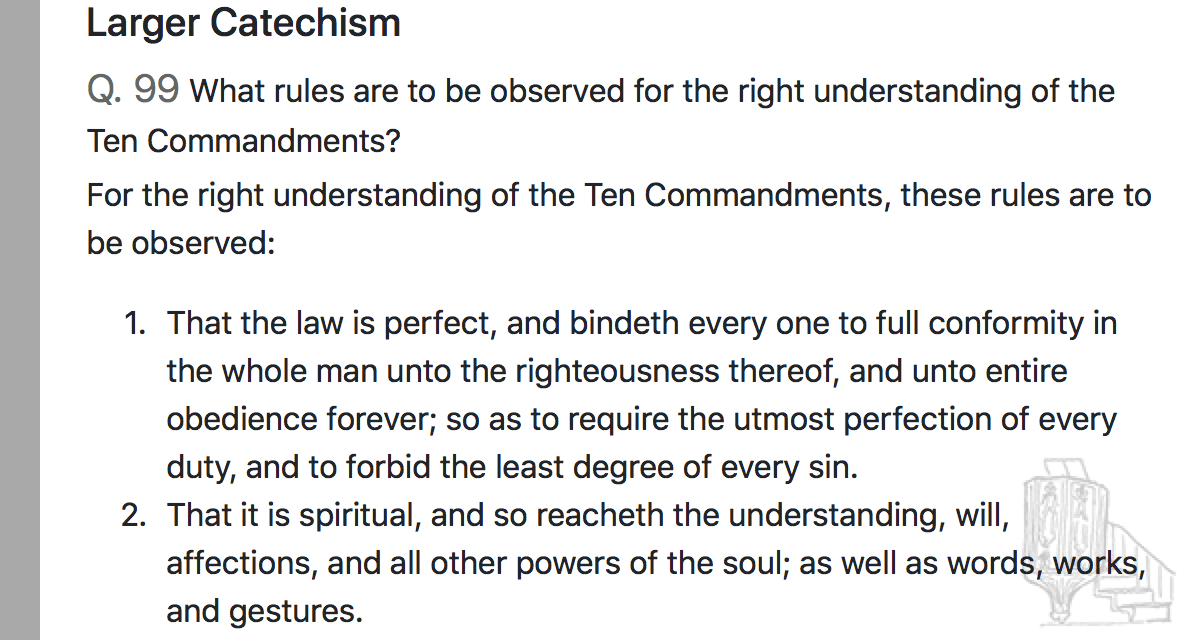 Larger Catechism
Q. 99 What rules are to be observed for the right understanding of the
Ten Commandments?
For the right understanding of the Ten Commandments, these rules are to
be observed:
1. That the law is perfect, and bindeth every one to full conformity in
the whole man unto the righteousness thereof, and unto entire
obedience forever; so as to require the utmost perfection of every
duty, and to forbid the least degree of every sin.
2. That it is spiritual, and so reacheth the understanding, will,
affections, and all other powers of the soul; as well as words, works,
and gestures.